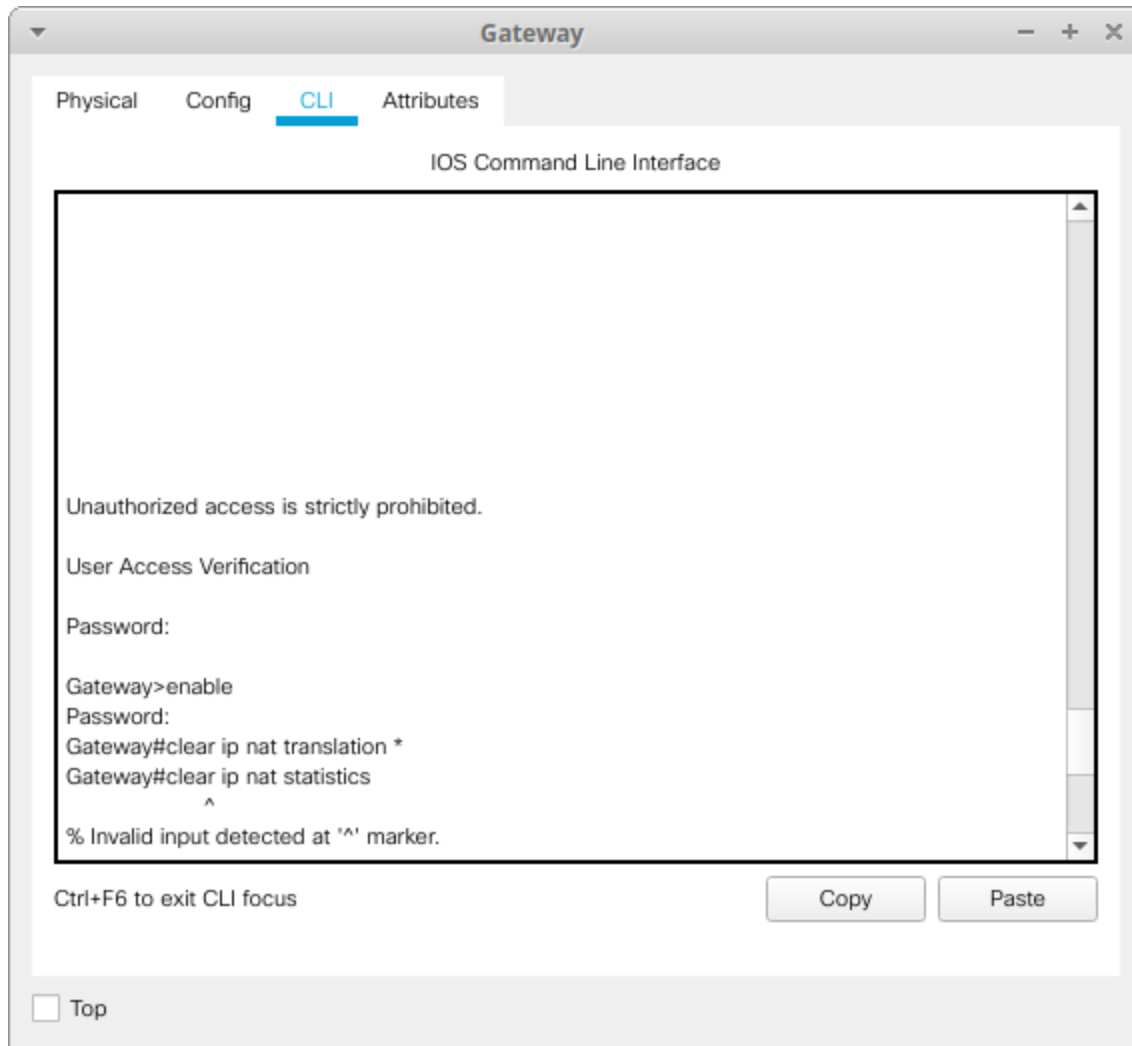 Gateway
Physical Config CLI Attributes
IOS Command Line Interface
Unauthorized access is strictly prohibited.
User Access Verification
Password:
Gateway>enable
Password:
Gateway#clear ip nat translation *
Gateway#clear ip nat statistics
^
% Invalid input detected at '^' marker.
Ctrl+F6 to exit CLI focus
Copy Paste
Top